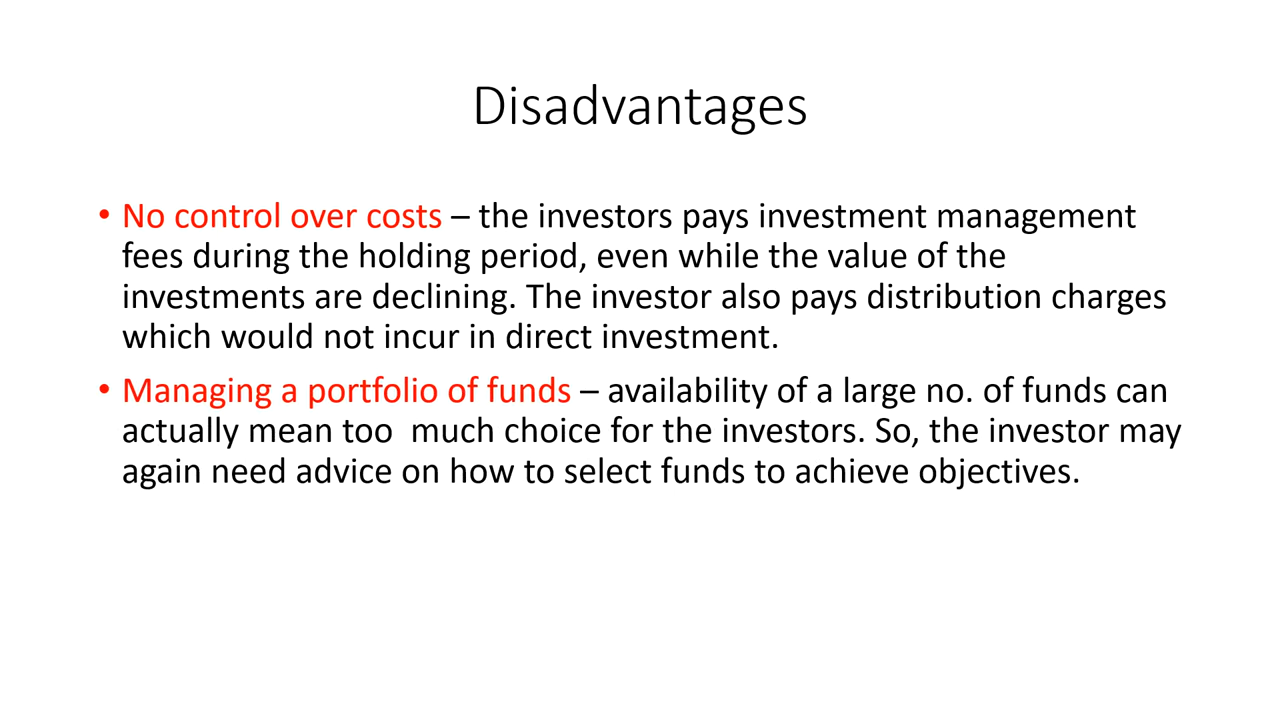 Disadvantages
• No control over costs – the investors pays investment management
fees during the holding period, even while the value of the
investments are declining. The investor also pays distribution charges
which would not incur in direct investment.
• Managing a portfolio of funds – availability of a large no. of funds can
actually mean too  much choice for the investors. So, the investor may
again need advice on how to select funds to achieve objectives.